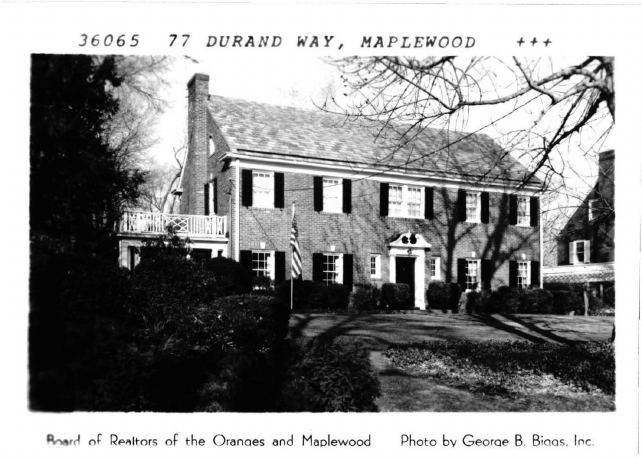 36065 77 DURAND WAY, MAPLEWOOD +++
Board of Realtors of the Oranges and Maplewood Photo by George B. Biggs, Inc.